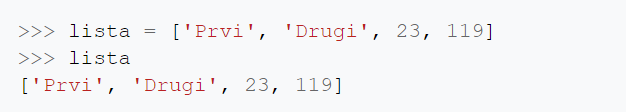 >>> lista = ['Prvi', 'Drugi', 23, 119]
>>> lista
['Prvi', 'Drugi', 23, 119]